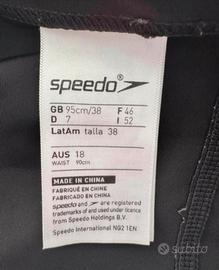 speedo®
GB 95cm/38 F 46
D 7 I 52
LatAm talla 38
AUS 18
WAIST 90cm
MADE IN CHINA
FABRIQUÉ EN CHINE
FABRICADO EN CHINA
speedo and are registered
trademarks of and used under licence
from Speedo Holdings B.V.
Speedo International NG2 1EN
subito